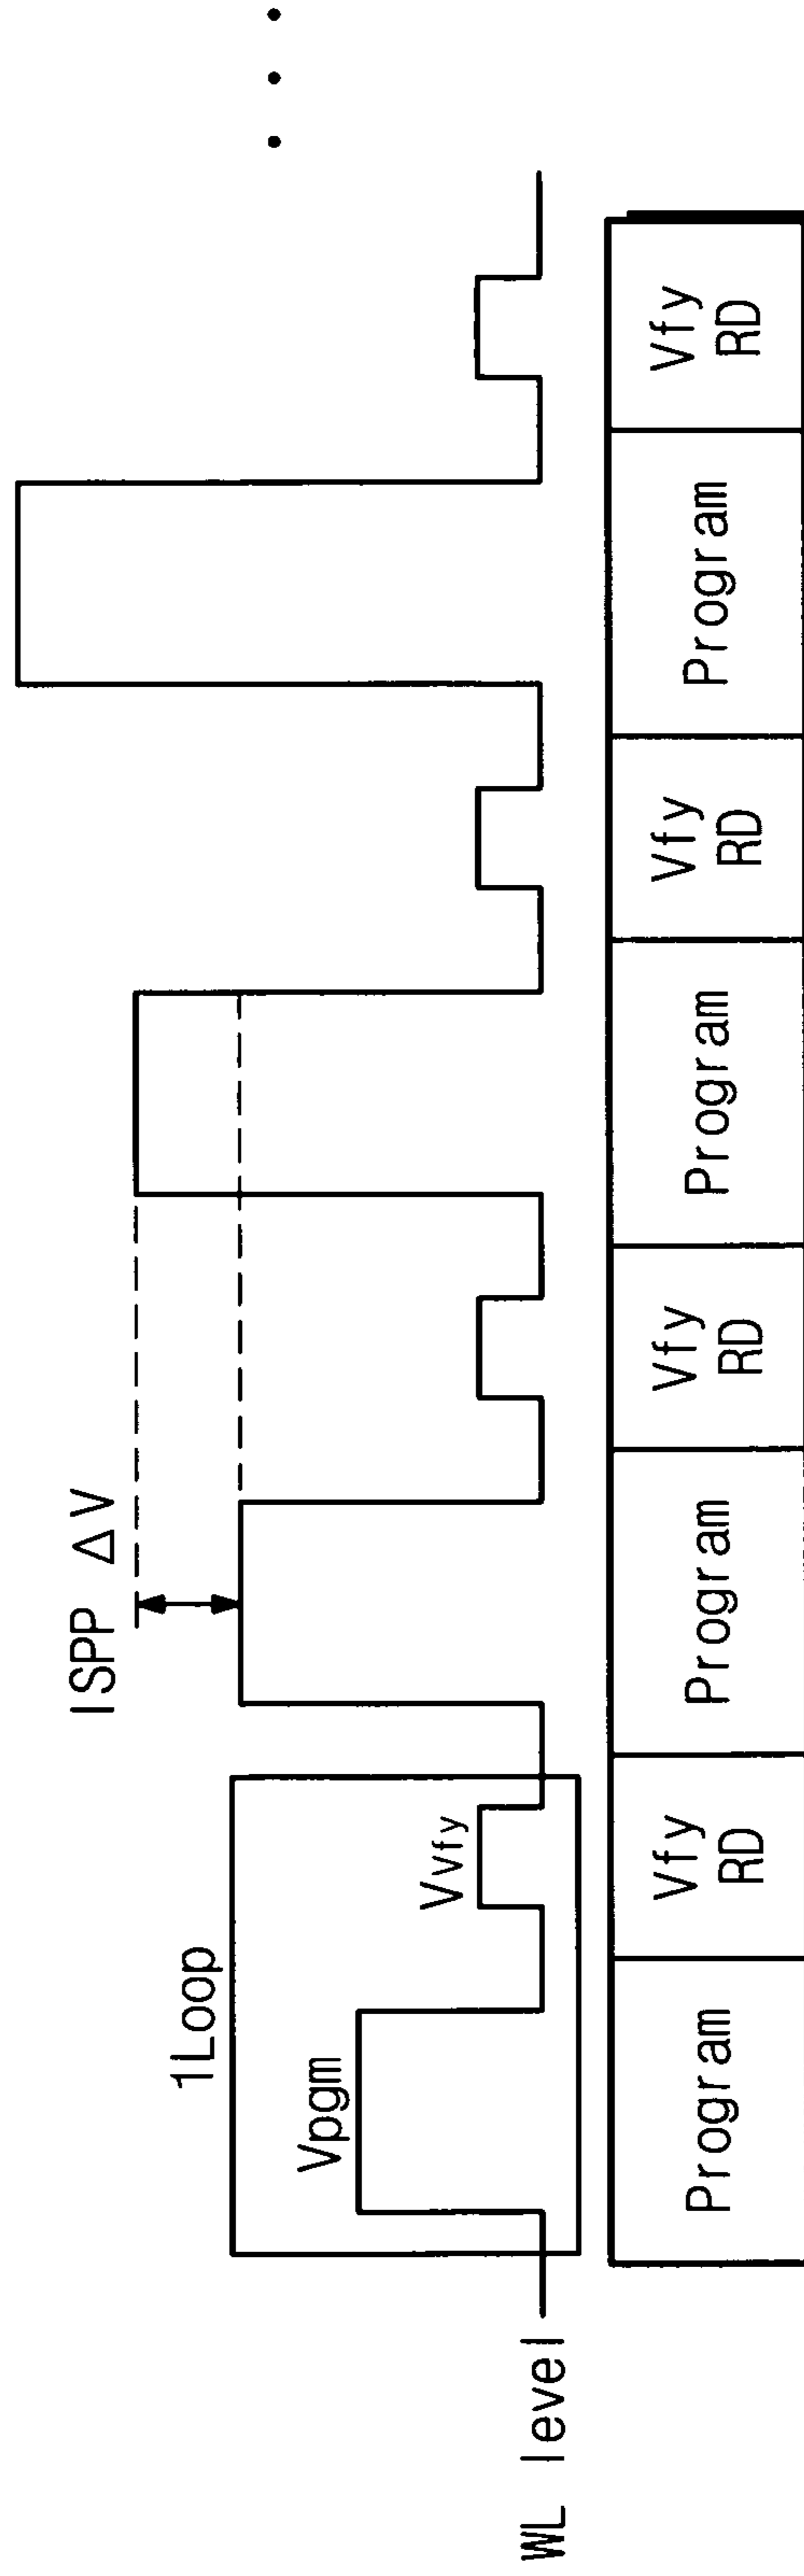 ISPP ΔV
1Loop
Vpgm
Vvfy
WL level
Program
Vfy
RD
Program
Vfy
RD
Program
Vfy
RD
Program
Vfy
RD